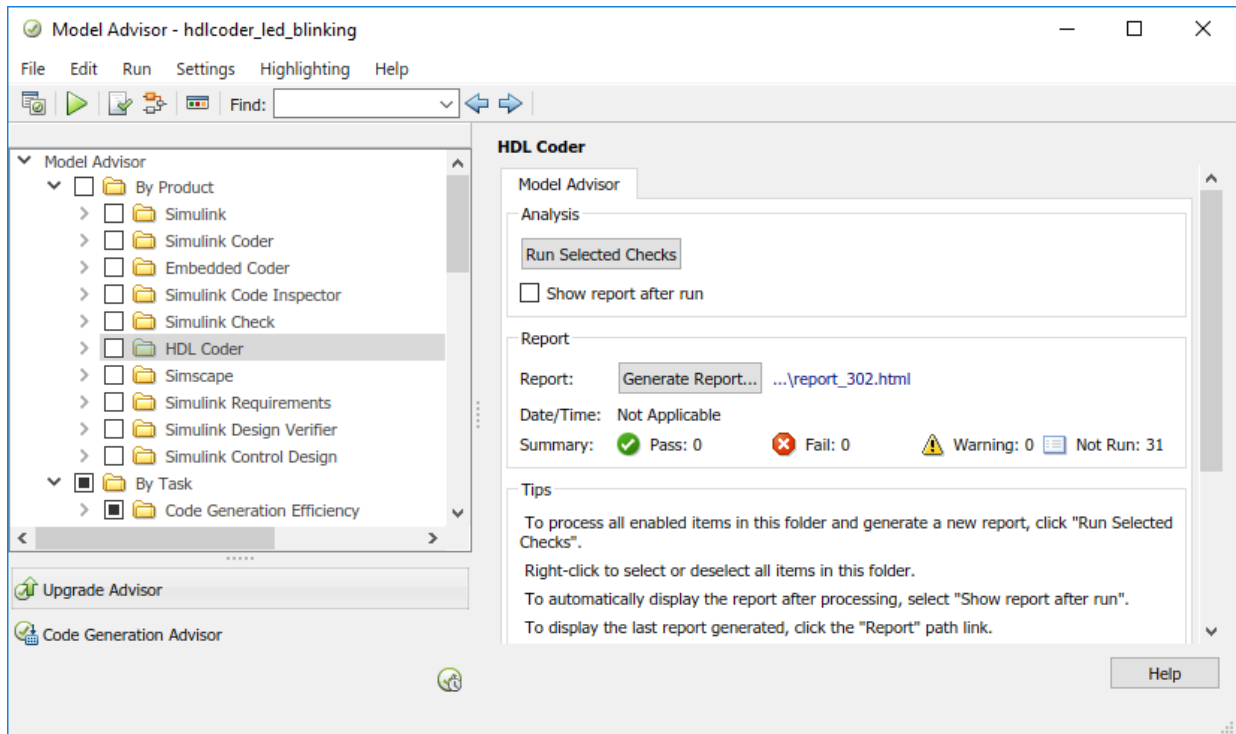 Model Advisor - hdlcoder_led_blinking
File Edit Run Settings Highlighting Help
Find:
Model Advisor
By Product
Simulink
Simulink Coder
Embedded Coder
Simulink Code Inspector
Simulink Check
HDL Coder
Simscape
Simulink Requirements
Simulink Design Verifier
Simulink Control Design
By Task
Code Generation Efficiency
Upgrade Advisor
Code Generation Advisor
HDL Coder
Model Advisor
Analysis
Run Selected Checks
Show report after run
Report
Report: Generate Report... ...\report_302.html
Date/Time: Not Applicable
Summary: Pass: 0 Fail: 0 Warning: 0 Not Run: 31
Tips
To process all enabled items in this folder and generate a new report, click "Run Selected
Checks".
Right-click to select or deselect all items in this folder.
To automatically display the report after processing, select "Show report after run".
To display the last report generated, click the "Report" path link.
Help